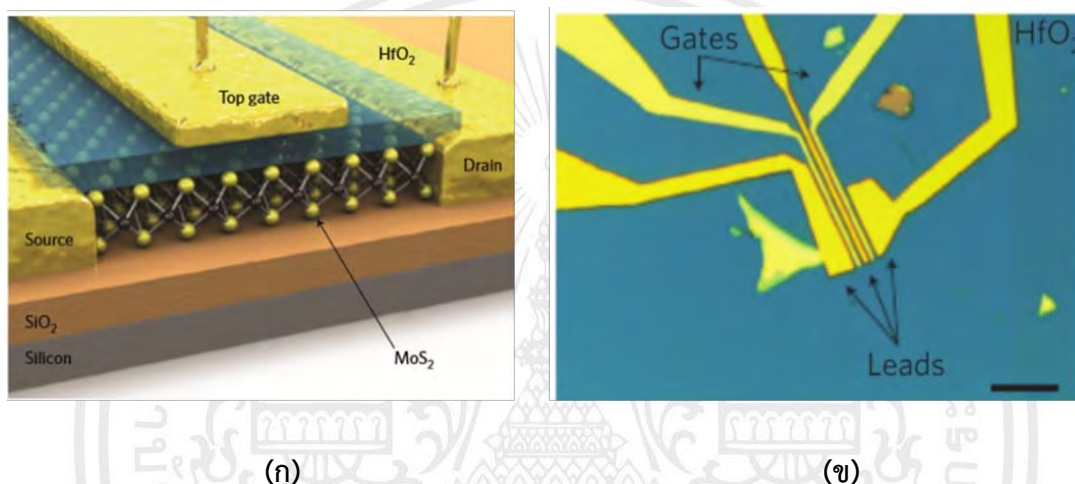 HfO₂
Top gate
Drain
Source
SiO₂
Silicon
MoS₂
Gates
HfO₂
Leads
(ก)
(ข)